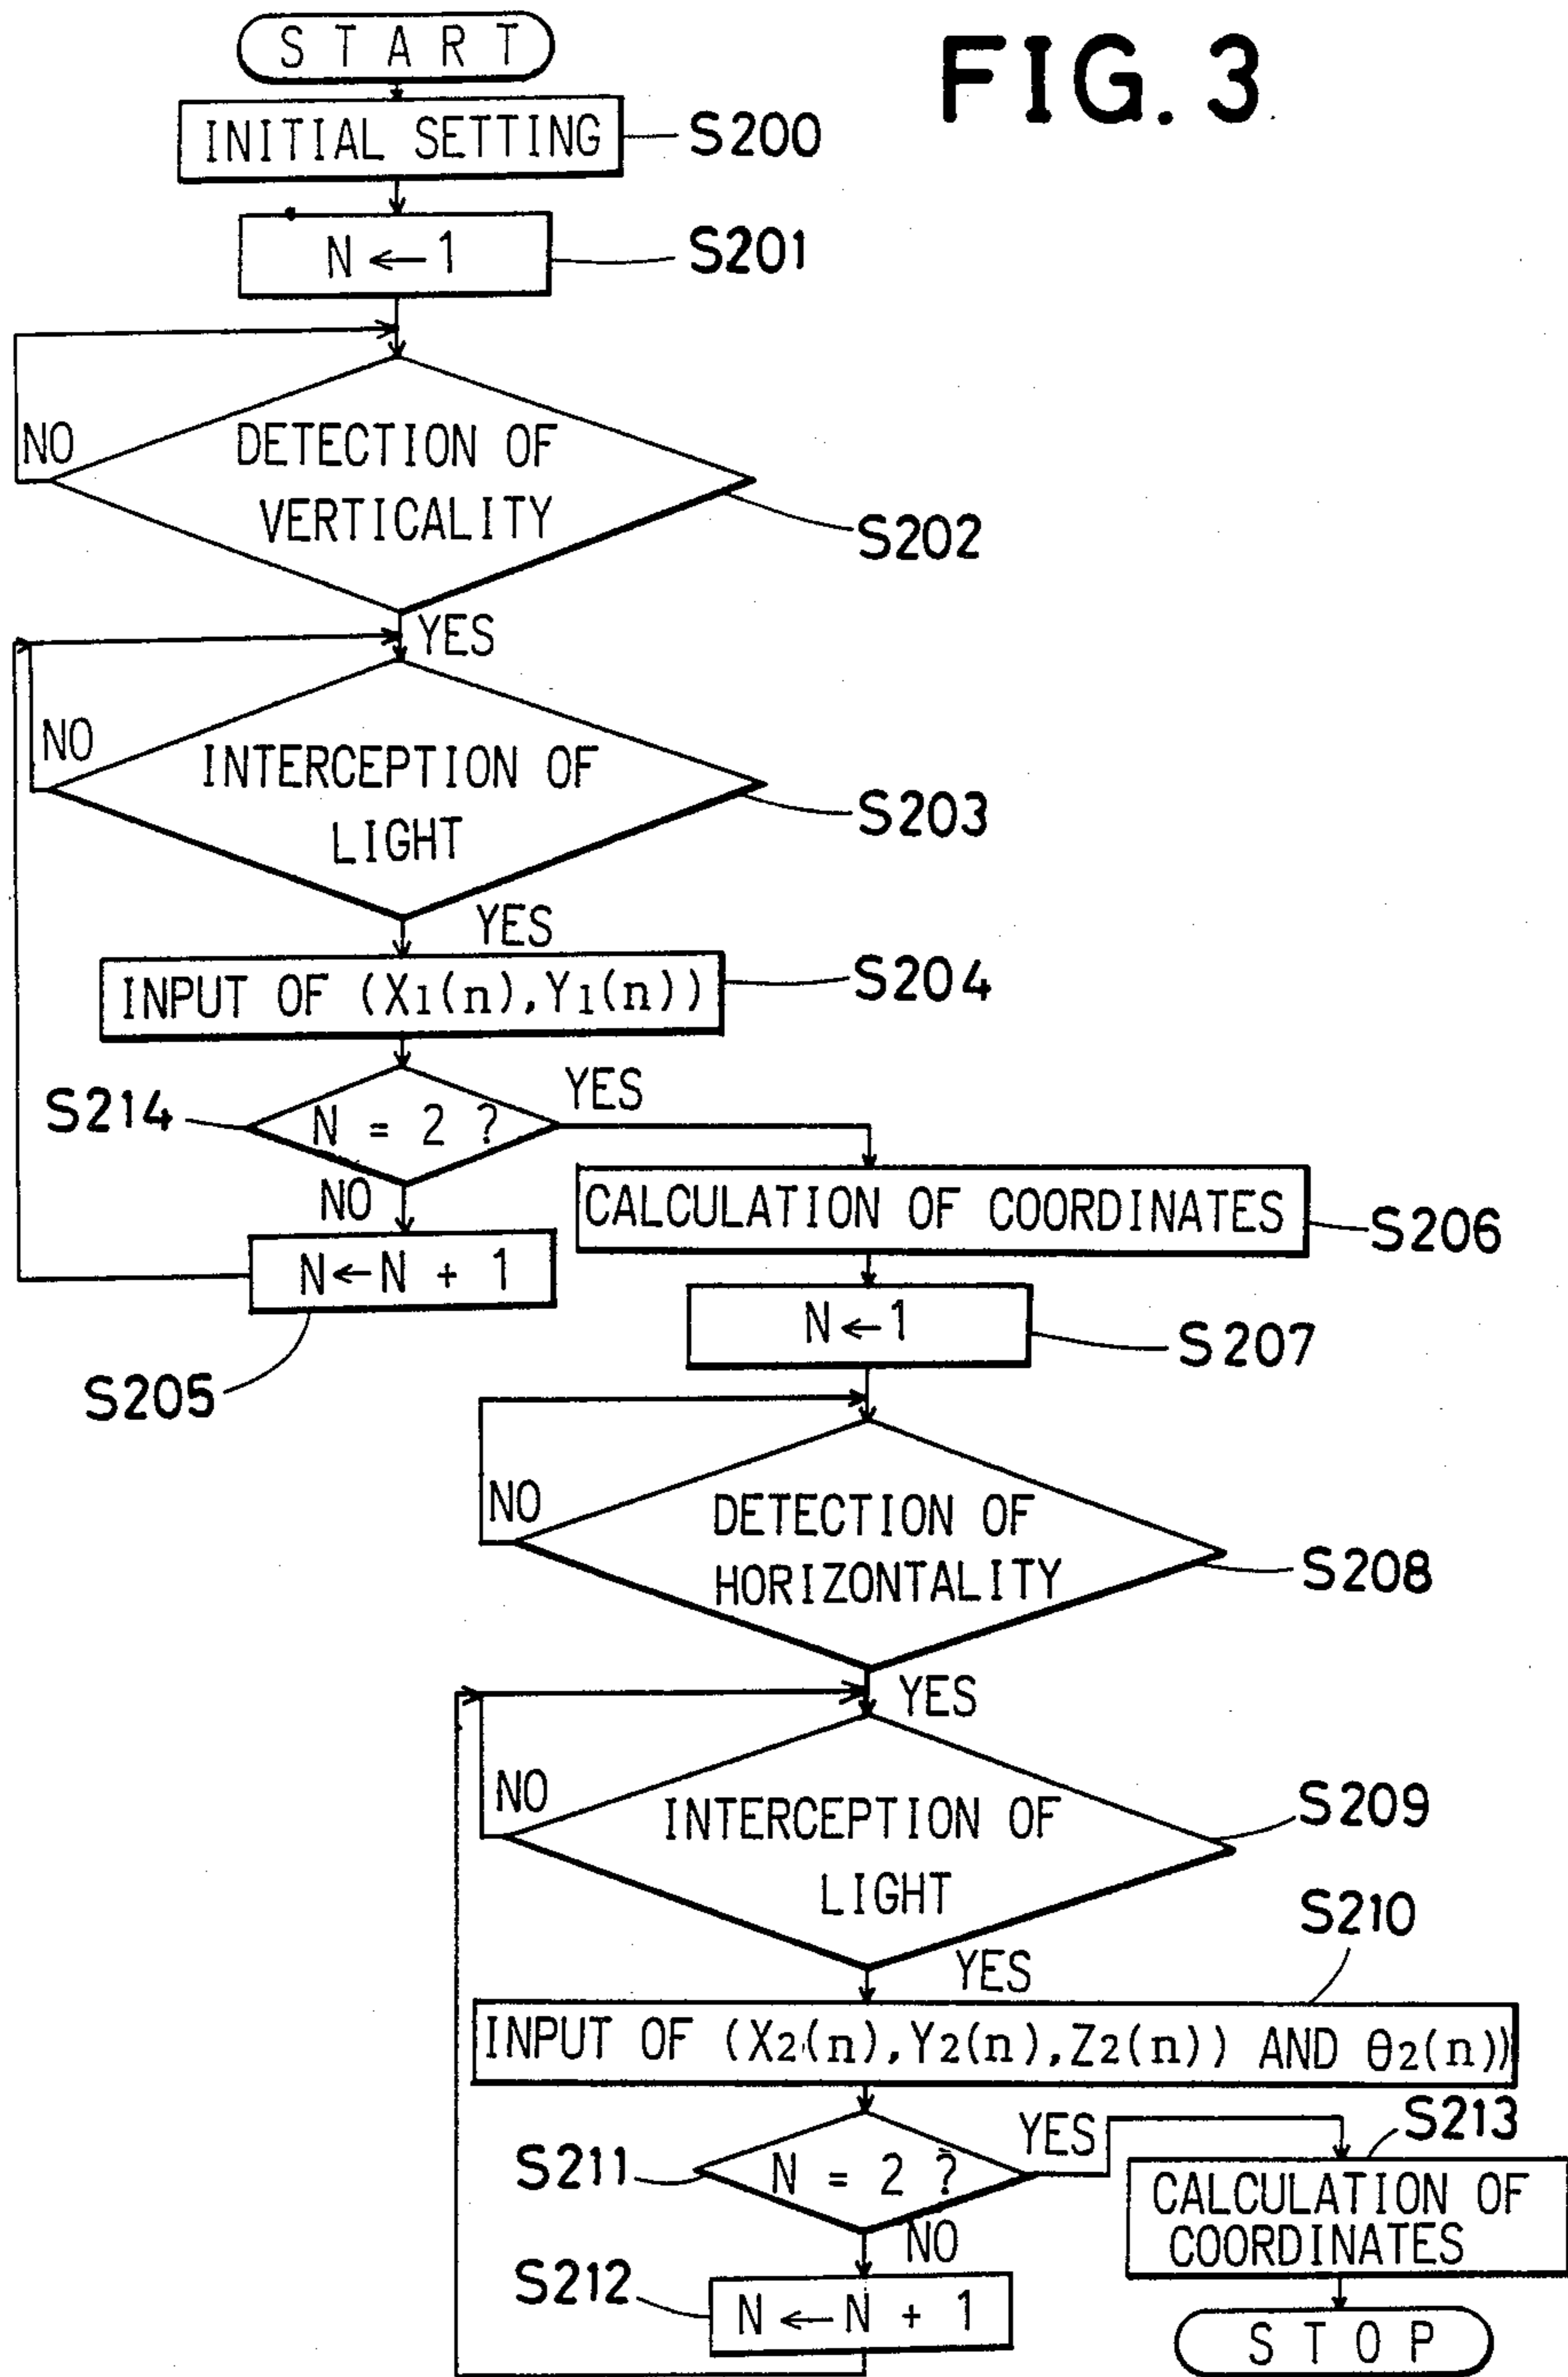 START
FIG. 3
INITIAL SETTING
S200
N ← 1
S201
NO
DETECTION OF
VERTICALITY
S202
YES
NO
INTERCEPTION OF
LIGHT
S203
YES
INPUT OF (X1(n), Y1(n))
S204
S214
N = 2 ?
YES
NO
CALCULATION OF COORDINATES
S206
N ← N + 1
S205
N ← 1
S207
NO
DETECTION OF
HORIZONTALITY
S208
YES
NO
INTERCEPTION OF
LIGHT
S209
YES
S210
INPUT OF (X2(n), Y2(n), Z2(n)) AND θ2(n))
S211
N = 2 ?
YES
S213
NO
CALCULATION OF
COORDINATES
S212
N ← N + 1
STOP